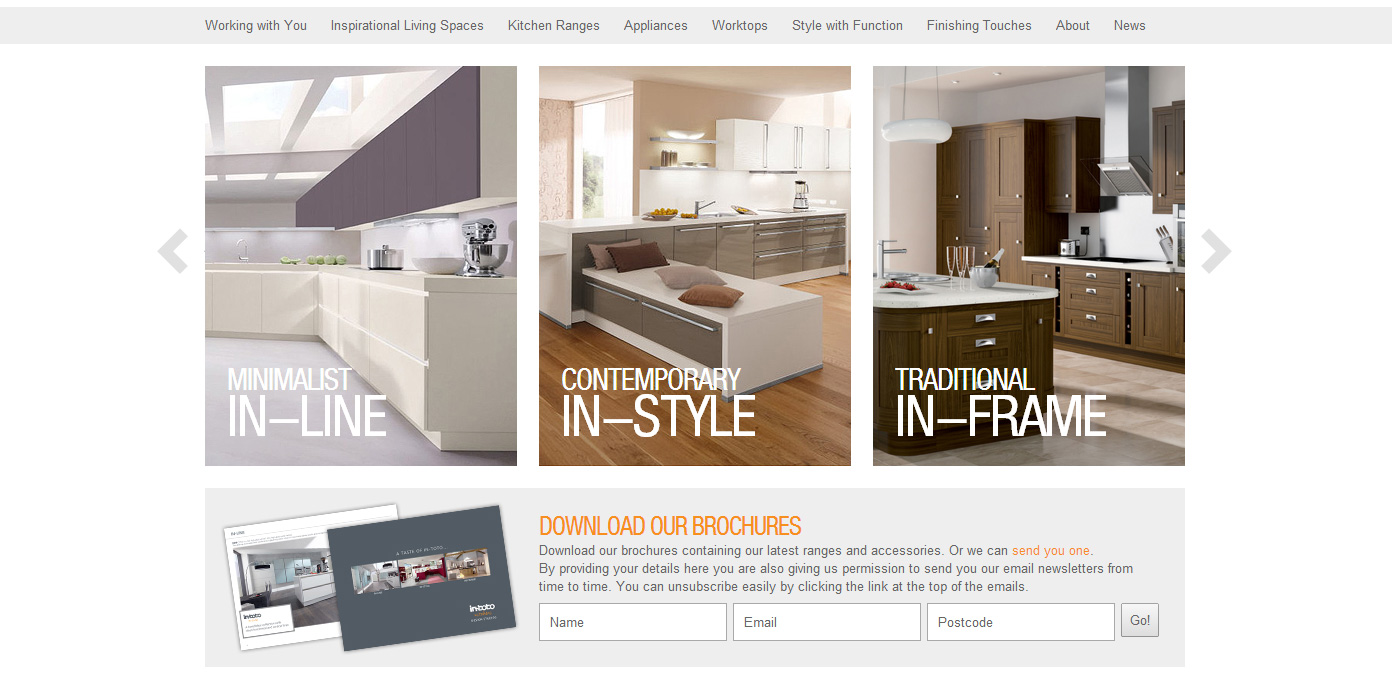 Working with You Inspirational Living Spaces Kitchen Ranges Appliances Worktops Style with Function Finishing Touches About News
MINIMALIST
IN–LINE
CONTEMPORARY
IN–STYLE
TRADITIONAL
IN–FRAME
A TASTE OF IN-TOTO
in-toto
in-toto
DOWNLOAD OUR BROCHURES
Download our brochures containing our latest ranges and accessories. Or we can send you one.
By providing your details here you are also giving us permission to send you our email newsletters from
time to time. You can unsubscribe easily by clicking the link at the top of the emails.
Name Email Postcode Go!